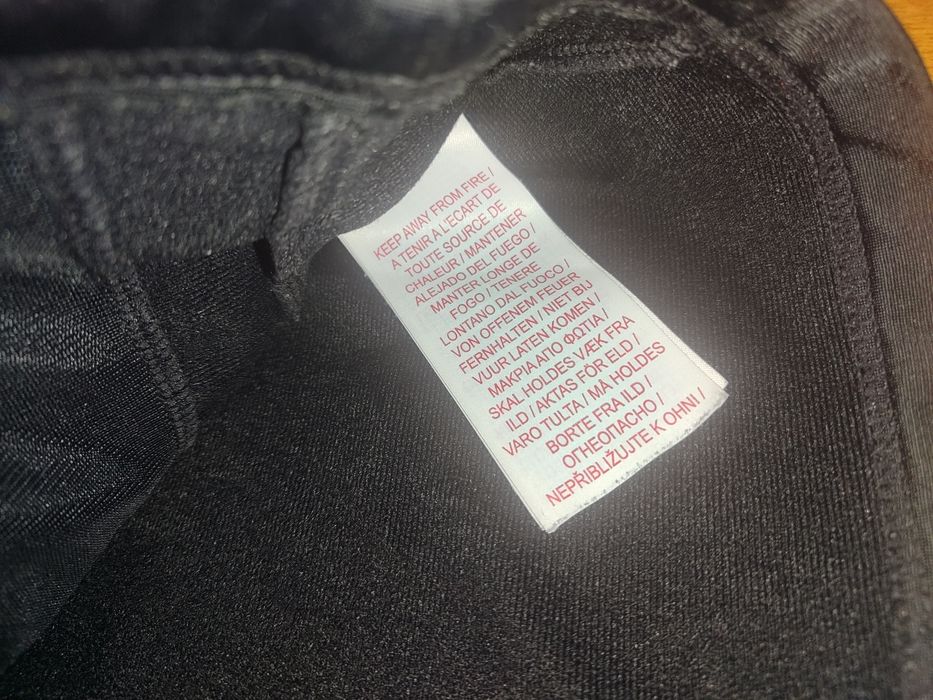 KEEP AWAY FROM FIRE /
A TENIR A L'ECART DE
TOUTE SOURCE DE
CHALEUR / MANTENER
ALEJADO DEL FUEGO /
MANTER LONGE DE
FOGO / TENERE
LONTANO DAL FUOCO /
VON OFFENEM FEUER
FERNHALTEN / NIET BIJ
VUUR LATEN KOMEN /
ΜΑΚΡΙΑ ΑΠΟ ΦΩΤΙΑ /
SKAL HOLDES VÆK FRA
ILD / AKTAS FÖR ELD /
VARO TULTA / MÅ HOLDES
BORTE FRA ILD /
ОГНЕОПАСНО /
NEPŘIBLIŽUJTE K OHNI /